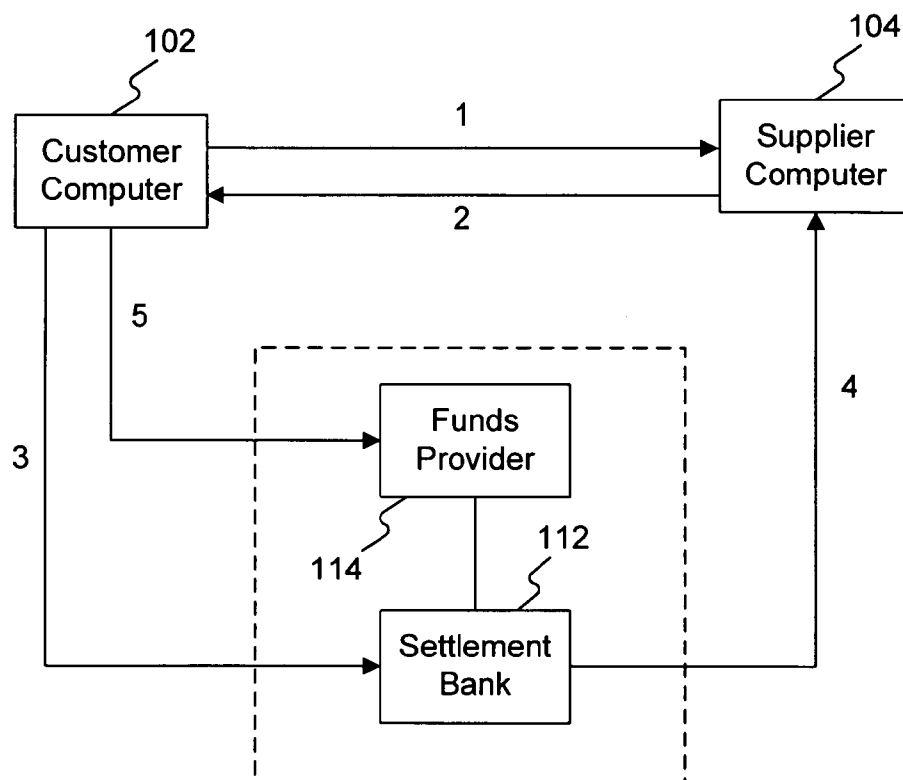 102
104
Customer
Computer
1
Supplier
Computer
2
5
3
4
Funds
Provider
114
112
Settlement
Bank